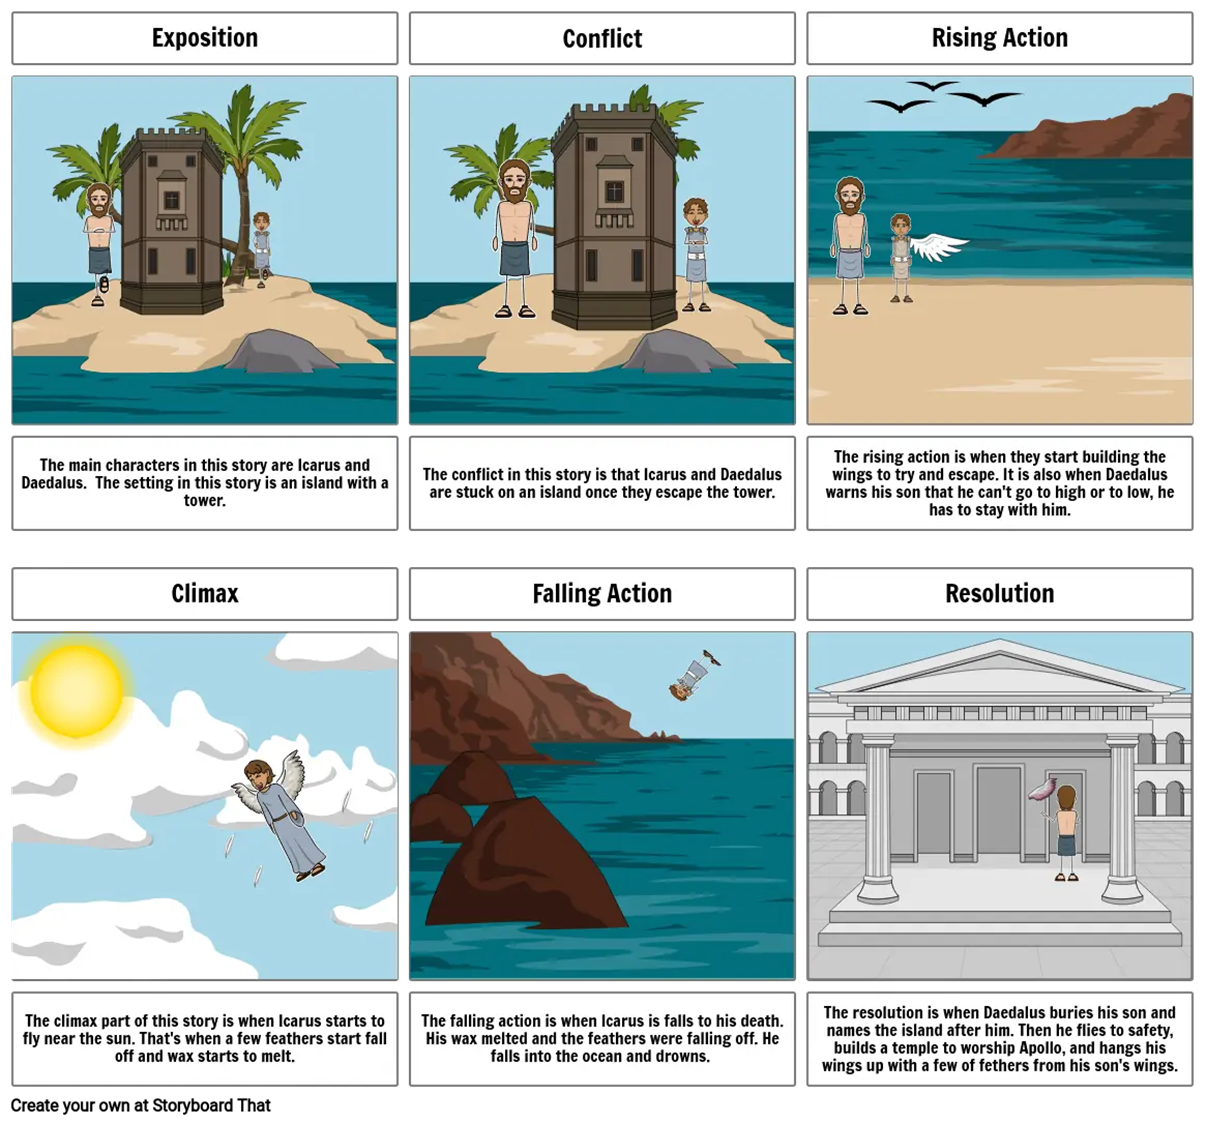 Exposition
Conflict
Rising Action
The main characters in this story are Icarus and
Daedalus.  The setting in this story is an island with a
tower.
The conflict in this story is that Icarus and Daedalus
are stuck on an island once they escape the tower.
The rising action is when they start building the
wings to try and escape. It is also when Daedalus
warns his son that he can't go to high or to low, he
has to stay with him.
Climax
Falling Action
Resolution
The climax part of this story is when Icarus starts to
fly near the sun. That's when a few feathers start fall
off and wax starts to melt.
The falling action is when Icarus is falls to his death.
His wax melted and the feathers were falling off. He
falls into the ocean and drowns.
The resolution is when Daedalus buries his son and
names the island after him. Then he flies to safety,
builds a temple to worship Apollo, and hangs his
wings up with a few of fethers from his son's wings.
Create your own at Storyboard That